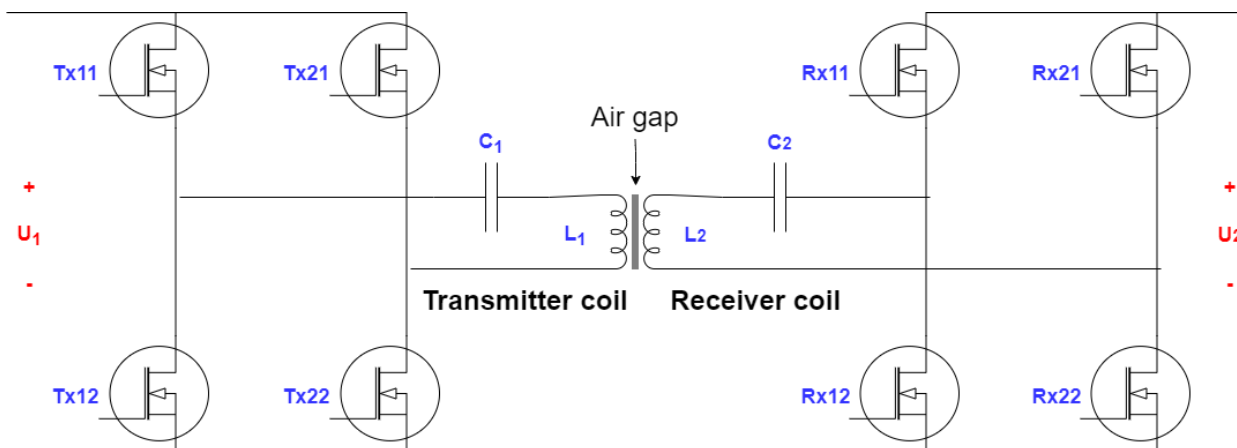 Tx11
Tx21
Rx11
Rx21
Air gap
C1
C2
+
+
U1
L1
L2
U2
-
-
Transmitter coil
Receiver coil
Tx12
Tx22
Rx12
Rx22